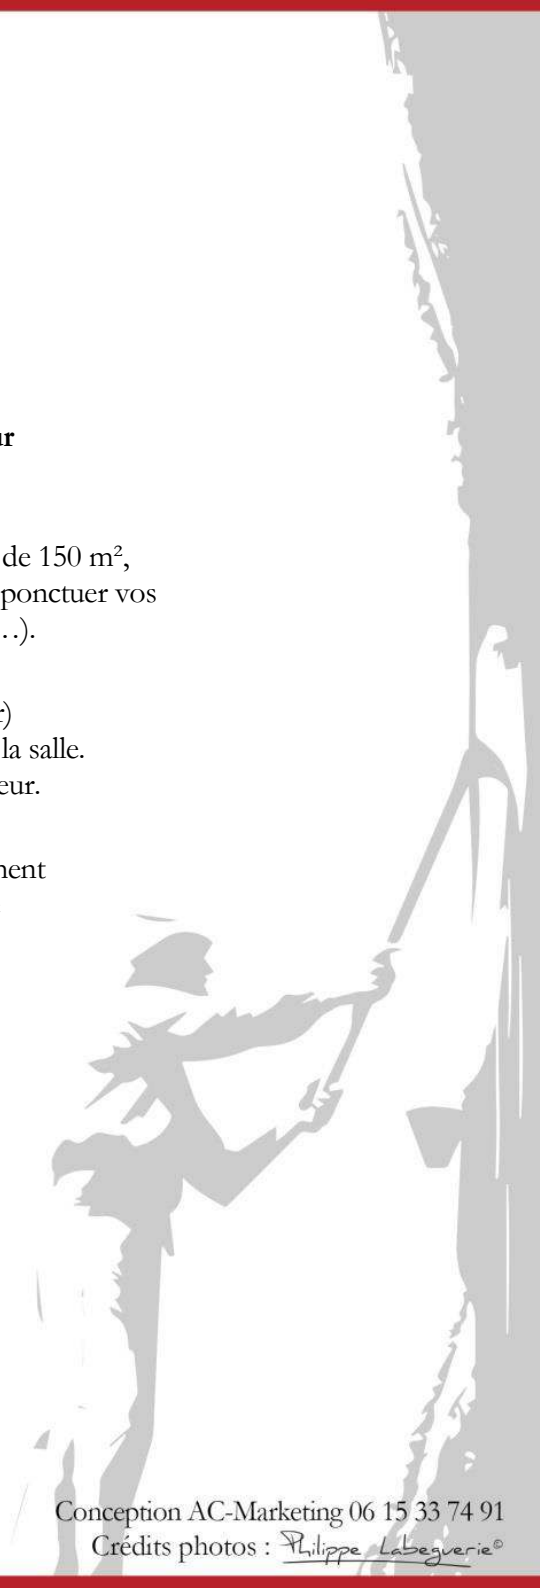 ur
de 150 m²,
ponctuer vos
…).
r)
la salle.
eur.
ment
Conception AC-Marketing 06 15 33 74 91
Crédits photos : Philippe Labeguerie©